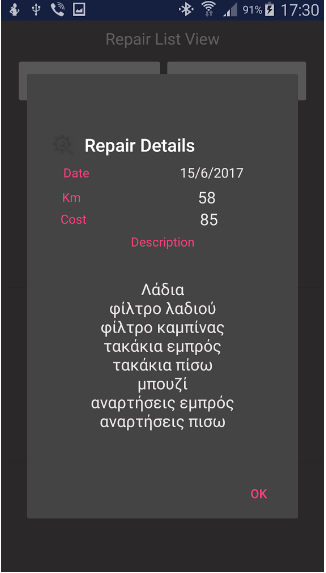 91% 17:30
Repair List View
Repair Details
Date 15/6/2017
Km 58
Cost 85
Description
Λάδια
φίλτρο λαδιού
φίλτρο καμπίνας
τακάκια εμπρός
τακάκια πίσω
μπουζί
αναρτήσεις εμπρός
αναρτήσεις πισω
OK